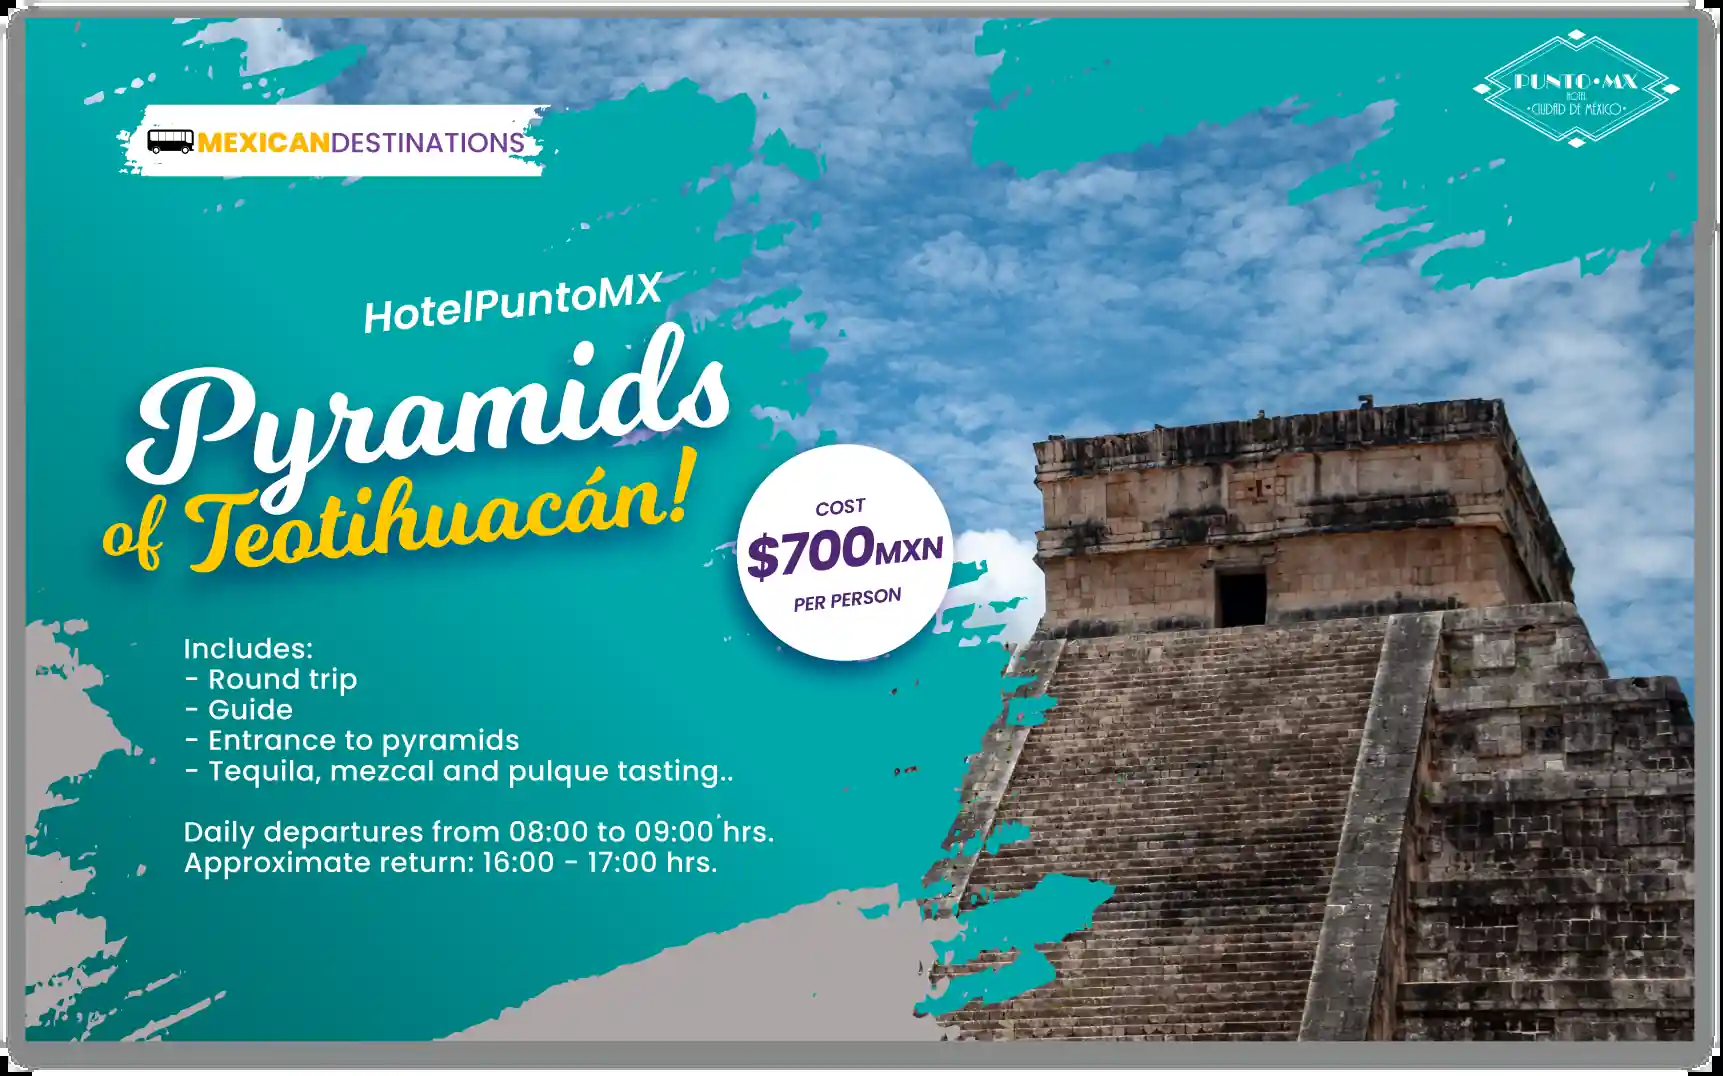 PUNTO • MX
HOTEL
• CIUDAD DE MÉXICO •
MEXICANDESTINATIONS
HotelPuntoMX
Pyramids
of Teotihuacán!
COST
$700MXN
PER PERSON
Includes:
- Round trip
- Guide
- Entrance to pyramids
- Tequila, mezcal and pulque tasting..
Daily departures from 08:00 to 09:00 hrs.
Approximate return: 16:00 - 17:00 hrs.